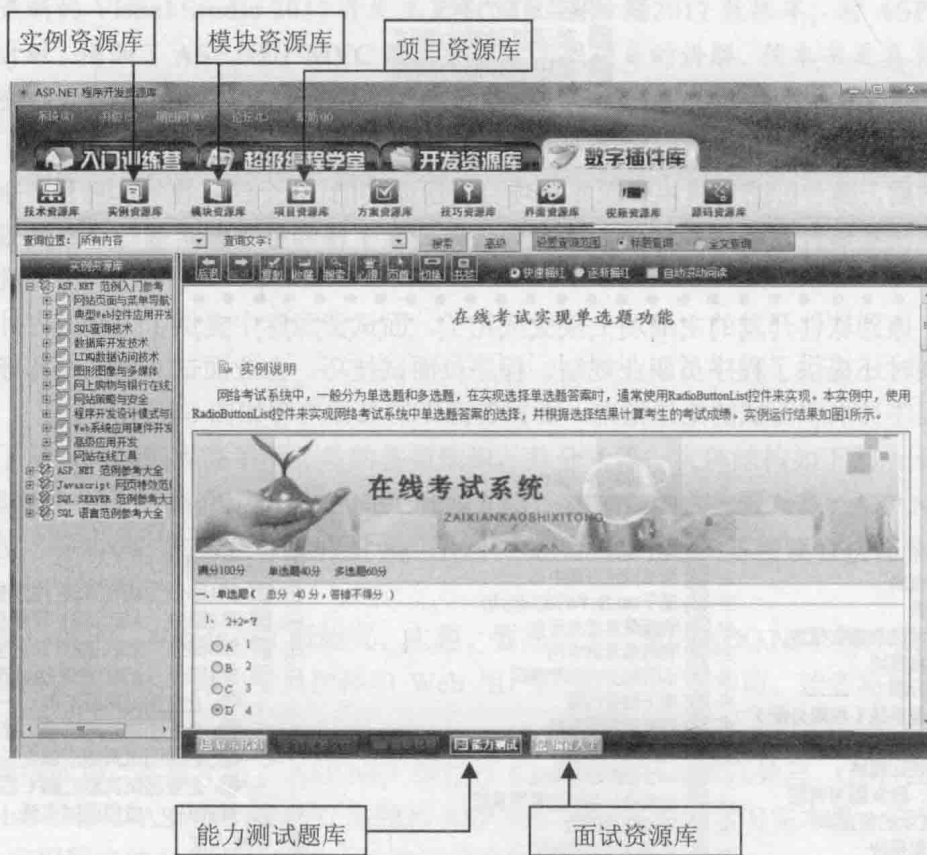 实例资源库
模块资源库
项目资源库
ASP.NET 程序开发资源库
入门训练营 超级编程学堂 开发资源库 数字插件库
技术资源库 实例资源库 模块资源库 项目资源库 方案资源库 技巧资源库 界面资源库 视频资源库 源码资源库
查询位置: 所有内容 查询文字: 搜索 高级 设置查询范围: 标题查询 全文查询
实例资源库
后退 复制 收藏 搜索 心得 页首 切换 书签 快速描红 逐渐描红 自动滚动阅读
ASP.NET 范例入门参考
网站页面与菜单导航
典型Web控件应用开发
SQL查询技术
数据库开发技术
LINQ数据访问技术
图形图像与多媒体
网上购物与银行在线
网站策略与安全
程序开发设计模式与
Web系统应用硬件开发
高级应用开发
网站在线工具
ASP.NET 范例参考大全
Javascript 网页特效范
SQL SERVER 范例参考大
SQL 语言范例参考大全
在线考试实现单选题功能
实例说明
网络考试系统中，一般分为单选题和多选题，在实现选择单选题答案时，通常使用RadioButtonList控件来实现。本实例中，使用
RadioButtonList控件来实现网络考试系统中单选题答案的选择，并根据选择结果计算考生的考试成绩。实例运行结果如图1所示。
在线考试系统
ZAIXIANKAOSHIXITONG
满分100分 单选题40分 多选题60分
一、单选题( 总分 40 分，答错不得分 )
1、 2+2=?
A 1
B 2
C 3
D 4
能力测试
能力测试题库
面试资源库